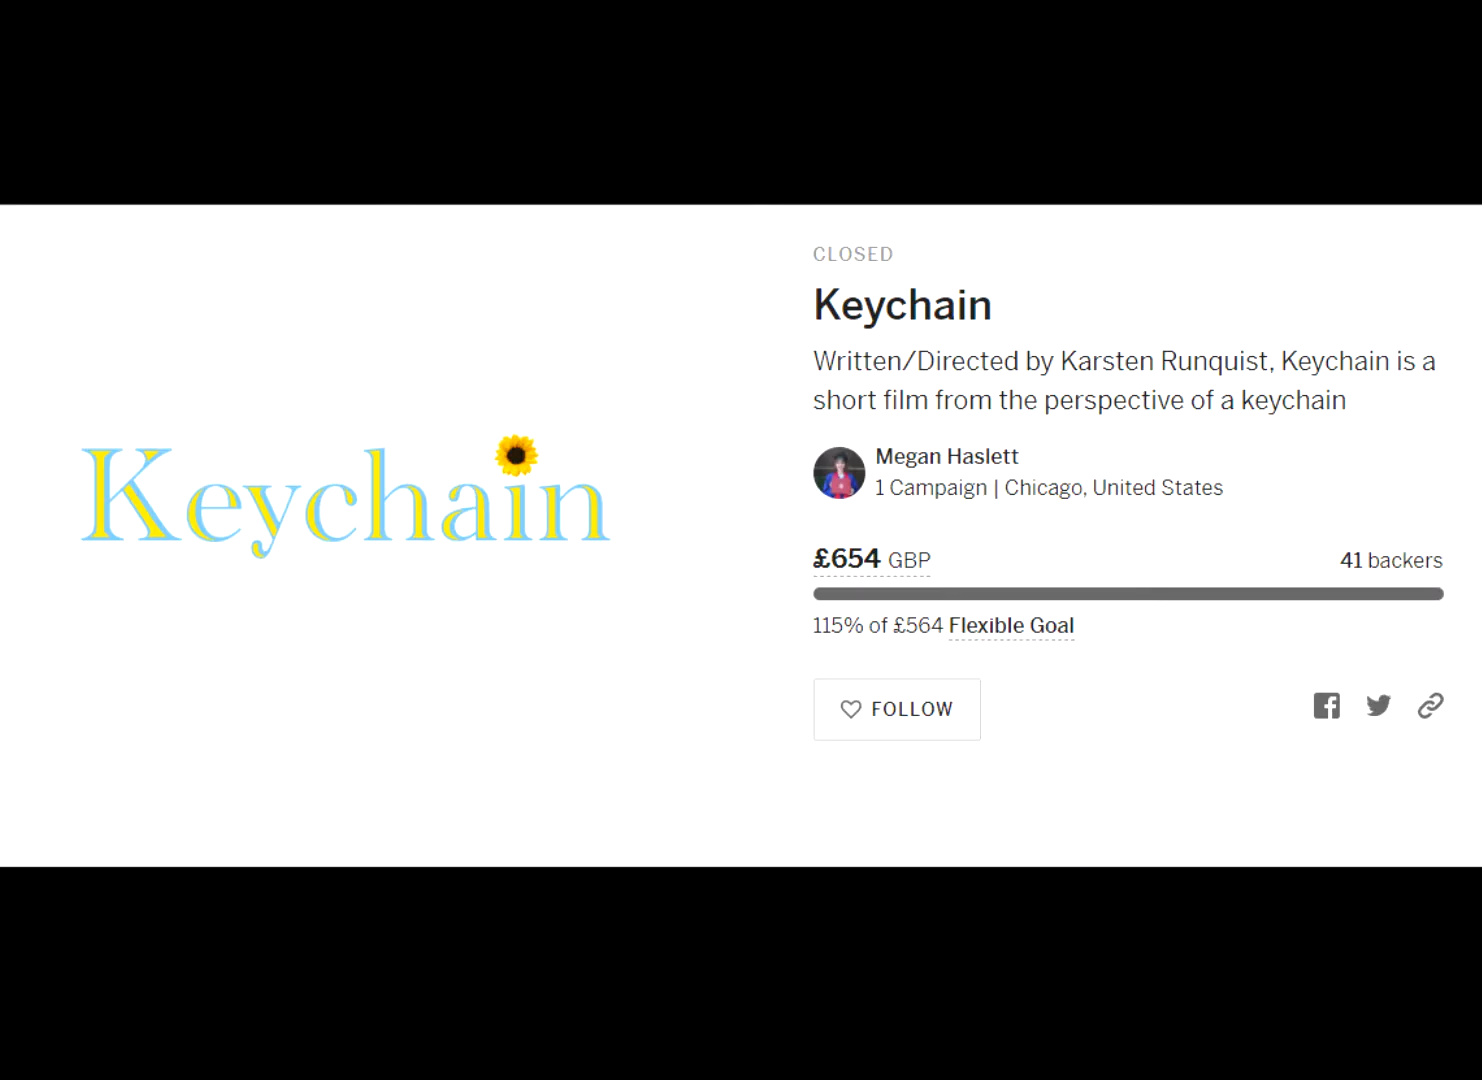 Keychain
CLOSED
Keychain
Written/Directed by Karsten Runquist, Keychain is a
short film from the perspective of a keychain
Megan Haslett
1 Campaign | Chicago, United States
£654 GBP
41 backers
115% of £564 Flexible Goal
FOLLOW